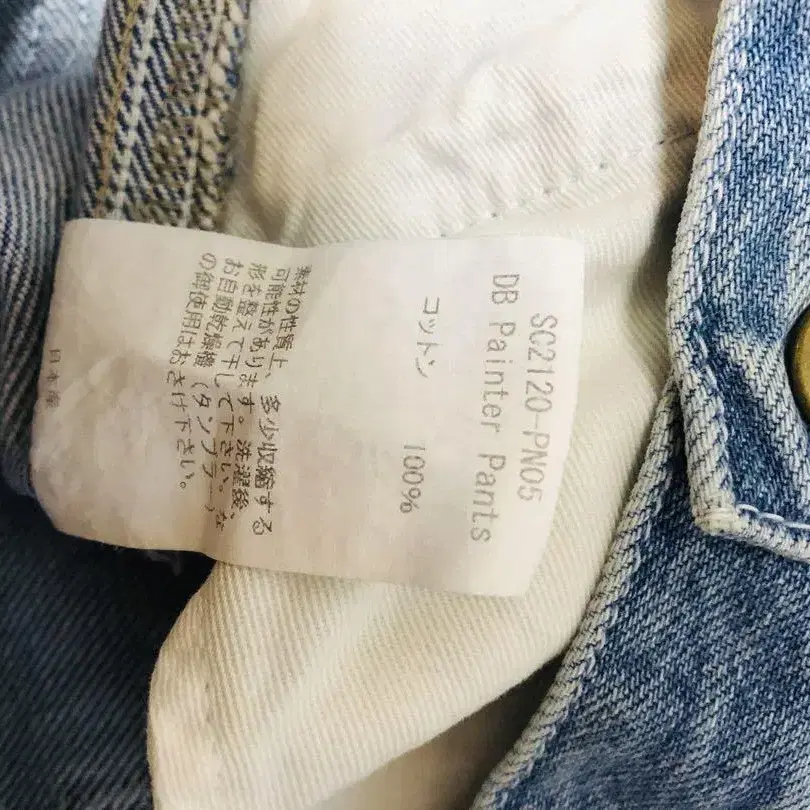 SC2120-PN05
DB Painter Pants
コットン 100%
素材の性質上、多少収縮する
可能性があります。洗濯後、
形を整えて干して下さい。な
お自動乾燥機（タンブラー）
の御使用はおさけ下さい。
日本産